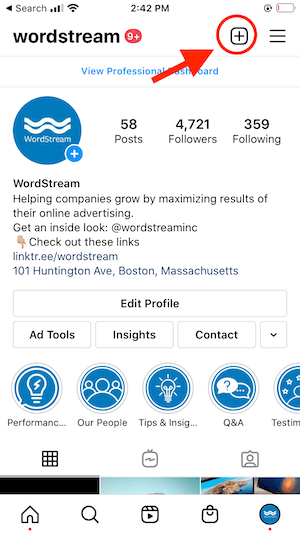 Search 2:42 PM
wordstream 9+
View Professional Dashboard
WordStream
58 4,721 359
Posts Followers Following
WordStream
Helping companies grow by maximizing results of
their online advertising.
Get an inside look: @wordstreaminc
👇🏼Check out these links
linktr.ee/wordstream
101 Huntington Ave, Boston, Massachusetts
Edit Profile
Ad Tools Insights Contact
Performanc... Our People Tips & Insig... Q&A Testim